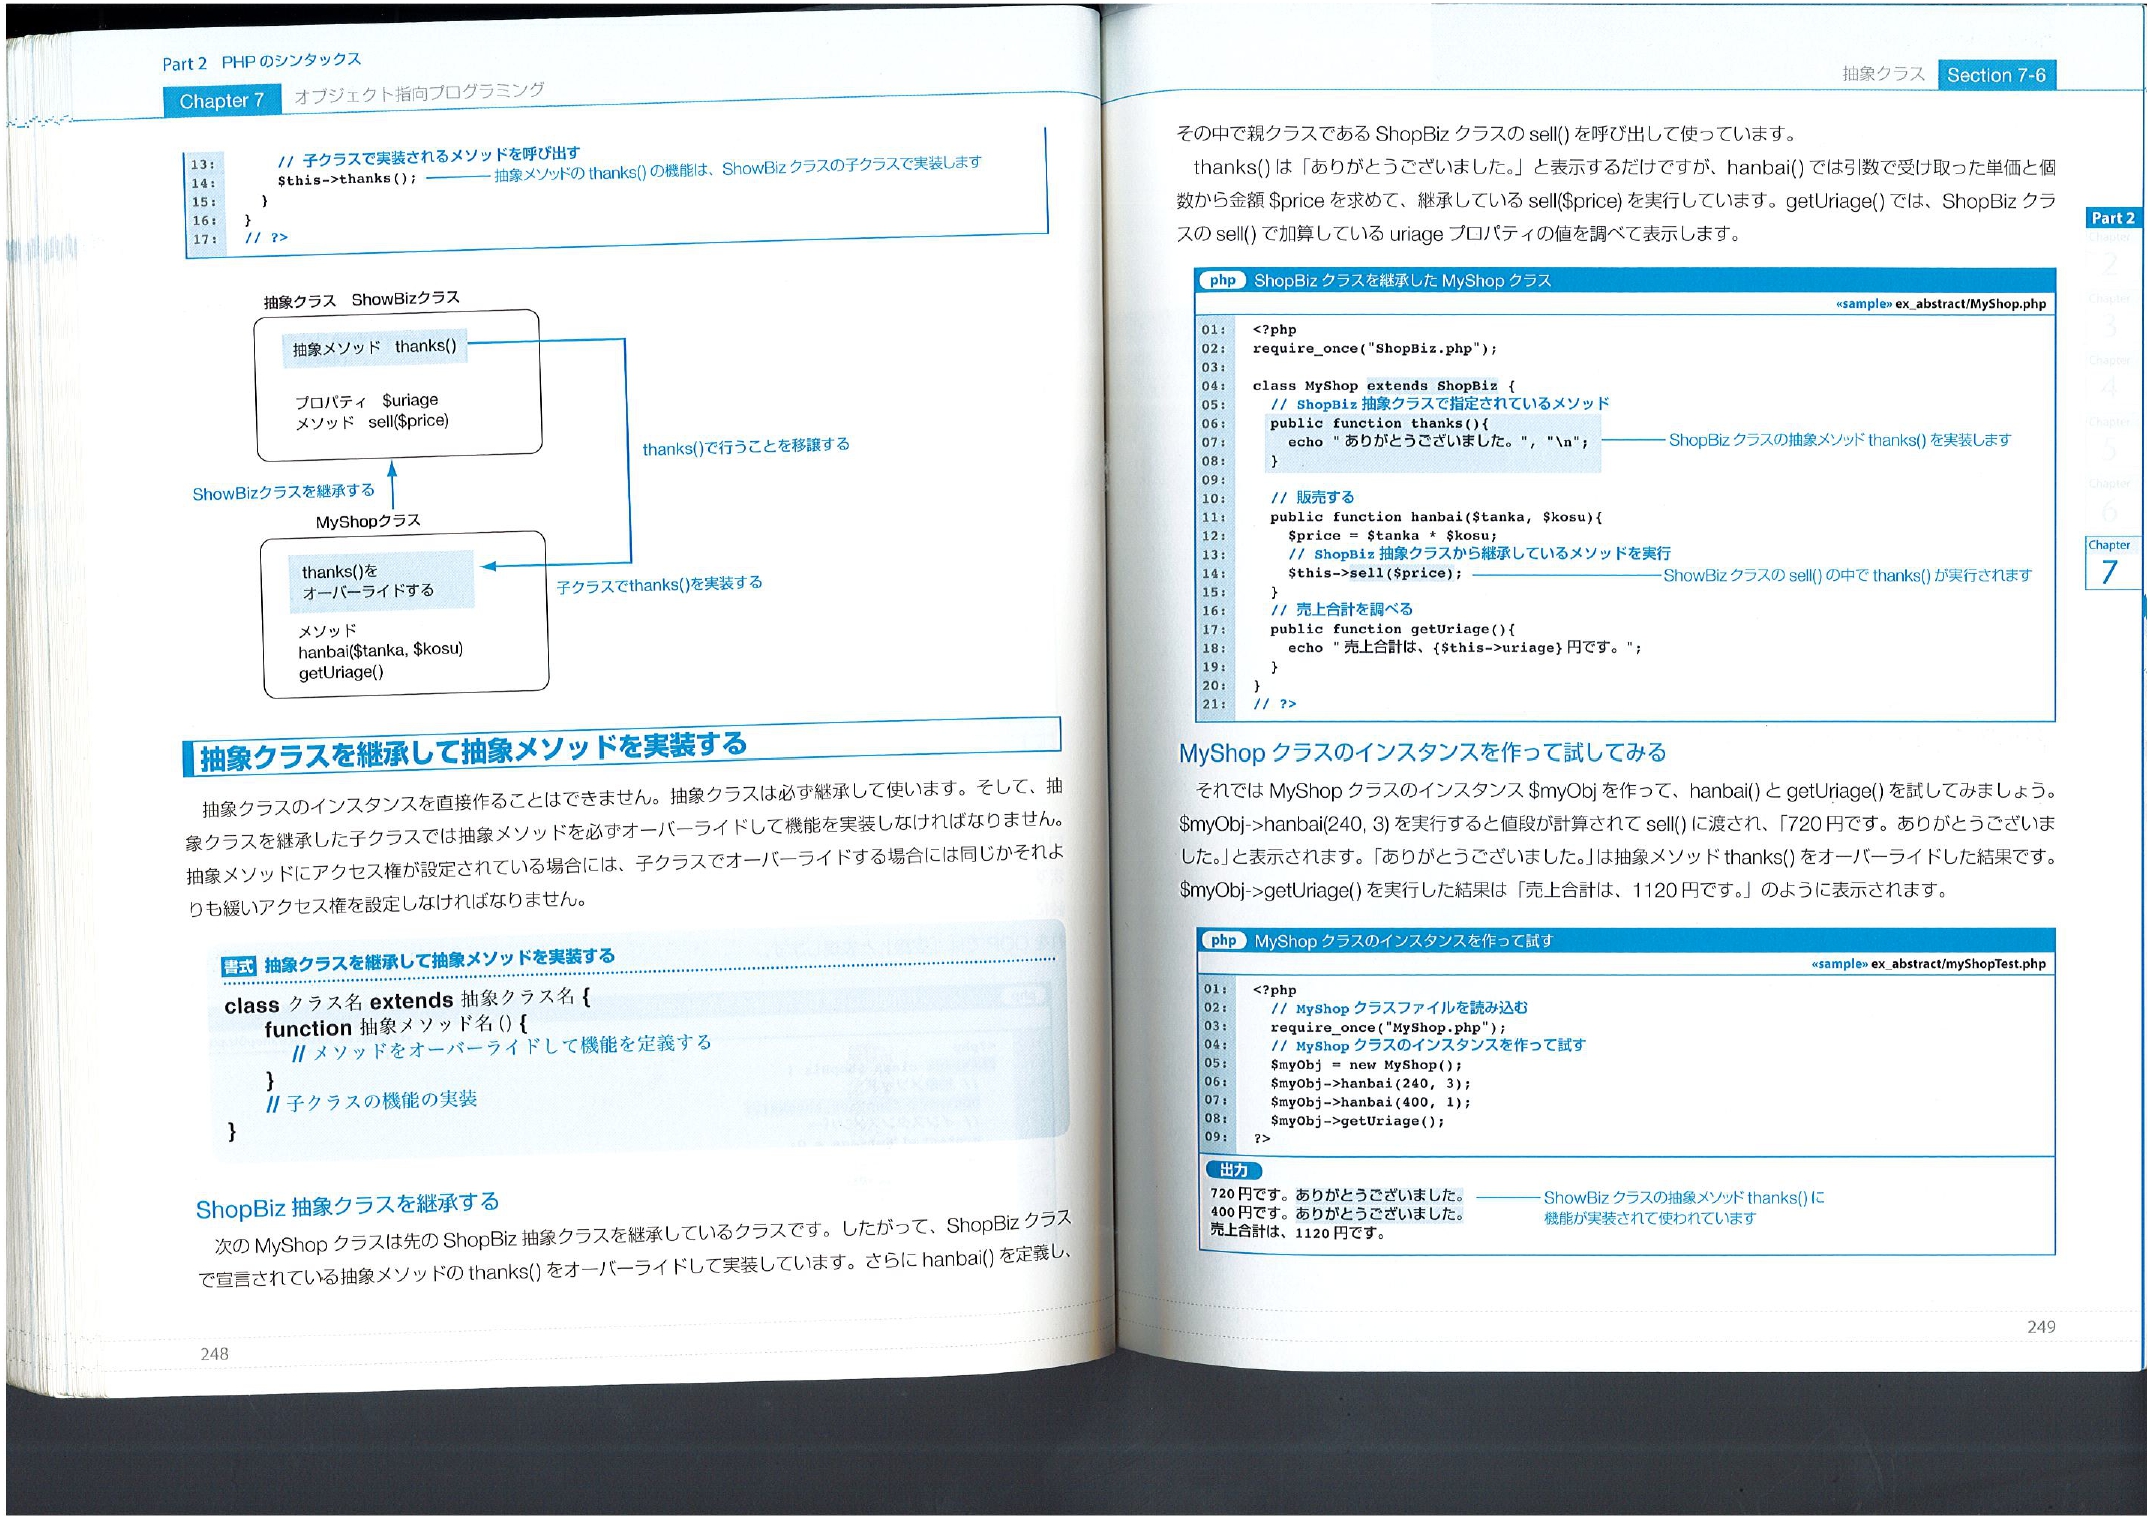 Part 2 PHP のシンタックス
Chapter 7 オブジェクト指向プログラミング
13: // 子クラスで実装されるメソッドを呼び出す
14: $this->thanks(); 抽象メソッドの thanks() の機能は、ShowBiz クラスの子クラスで実装します
15: }
16: }
17: // ?>
抽象クラス ShowBizクラス
抽象メソッド thanks()
プロパティ $uriage
メソッド sell($price)
thanks()で行うことを移譲する
ShowBizクラスを継承する
MyShopクラス
thanks()を
オーバーライドする
子クラスでthanks()を実装する
メソッド
hanbai($tanka, $kosu)
getUriage()
抽象クラスを継承して抽象メソッドを実装する
抽象クラスのインスタンスを直接作ることはできません。抽象クラスは必ず継承して使います。そして、抽
象クラスを継承した子クラスでは抽象メソッドを必ずオーバーライドして機能を実装しなければなりません。
抽象メソッドにアクセス権が設定されている場合には、子クラスでオーバーライドする場合には同じかそれよ
りも緩いアクセス権を設定しなければなりません。
書式 抽象クラスを継承して抽象メソッドを実装する
class クラス名 extends 抽象クラス名 {
function 抽象メソッド名 () {
// メソッドをオーバーライドして機能を定義する
}
// 子クラスの機能の実装
}
ShopBiz 抽象クラスを継承する
次の MyShop クラスは先の ShopBiz 抽象クラスを継承しているクラスです。したがって、ShopBiz クラス
で宣言されている抽象メソッドの thanks() をオーバーライドして実装しています。さらに hanbai() を定義し、
248
抽象クラス Section 7-6
その中で親クラスである ShopBiz クラスの sell() を呼び出して使っています。
thanks() は「ありがとうございました。」と表示するだけですが、hanbai() では引数で受け取った単価と個
数から金額 $price を求めて、継承している sell($price) を実行しています。getUriage() では、ShopBiz クラ
スの sell() で加算している uriage プロパティの値を調べて表示します。
php ShopBiz クラスを継承した MyShop クラス
«sample» ex_abstract/MyShop.php
01: <?php
02: require_once("ShopBiz.php");
03:
04: class MyShop extends ShopBiz {
05: // ShopBiz 抽象クラスで指定されているメソッド
06: public function thanks(){
07: echo "ありがとうございました。", "\n"; ShopBiz クラスの抽象メソッド thanks() を実装します
08: }
09:
10: // 販売する
11: public function hanbai($tanka, $kosu){
12: $price = $tanka * $kosu;
13: // ShopBiz 抽象クラスから継承しているメソッドを実行
14: $this->sell($price); ShowBiz クラスの sell() の中で thanks() が実行されます
15: }
16: // 売上合計を調べる
17: public function getUriage(){
18: echo "売上合計は、{$this->uriage} 円です。";
19: }
20: }
21: // ?>
MyShop クラスのインスタンスを作って試してみる
それでは MyShop クラスのインスタンス $myObj を作って、hanbai() と getUriage() を試してみましょう。
$myObj->hanbai(240, 3) を実行すると値段が計算されて sell() に渡され、「720 円です。ありがとうございま
した。」と表示されます。「ありがとうございました。」は抽象メソッド thanks() をオーバーライドした結果です。
$myObj->getUriage() を実行した結果は「売上合計は、1120 円です。」のように表示されます。
php MyShop クラスのインスタンスを作って試す
«sample» ex_abstract/myShopTest.php
01: <?php
02: // MyShop クラスファイルを読み込む
03: require_once("MyShop.php");
04: // MyShop クラスのインスタンスを作って試す
05: $myObj = new MyShop();
06: $myObj->hanbai(240, 3);
07: $myObj->hanbai(400, 1);
08: $myObj->getUriage();
09: ?>
出力
720 円です。ありがとうございました。 ShowBiz クラスの抽象メソッド thanks() に
400 円です。ありがとうございました。 機能が実装されて使われています
売上合計は、1120 円です。
249
Part 2
Chapter
2
Chapter
3
Chapter
4
Chapter
5
Chapter
6
Chapter
7